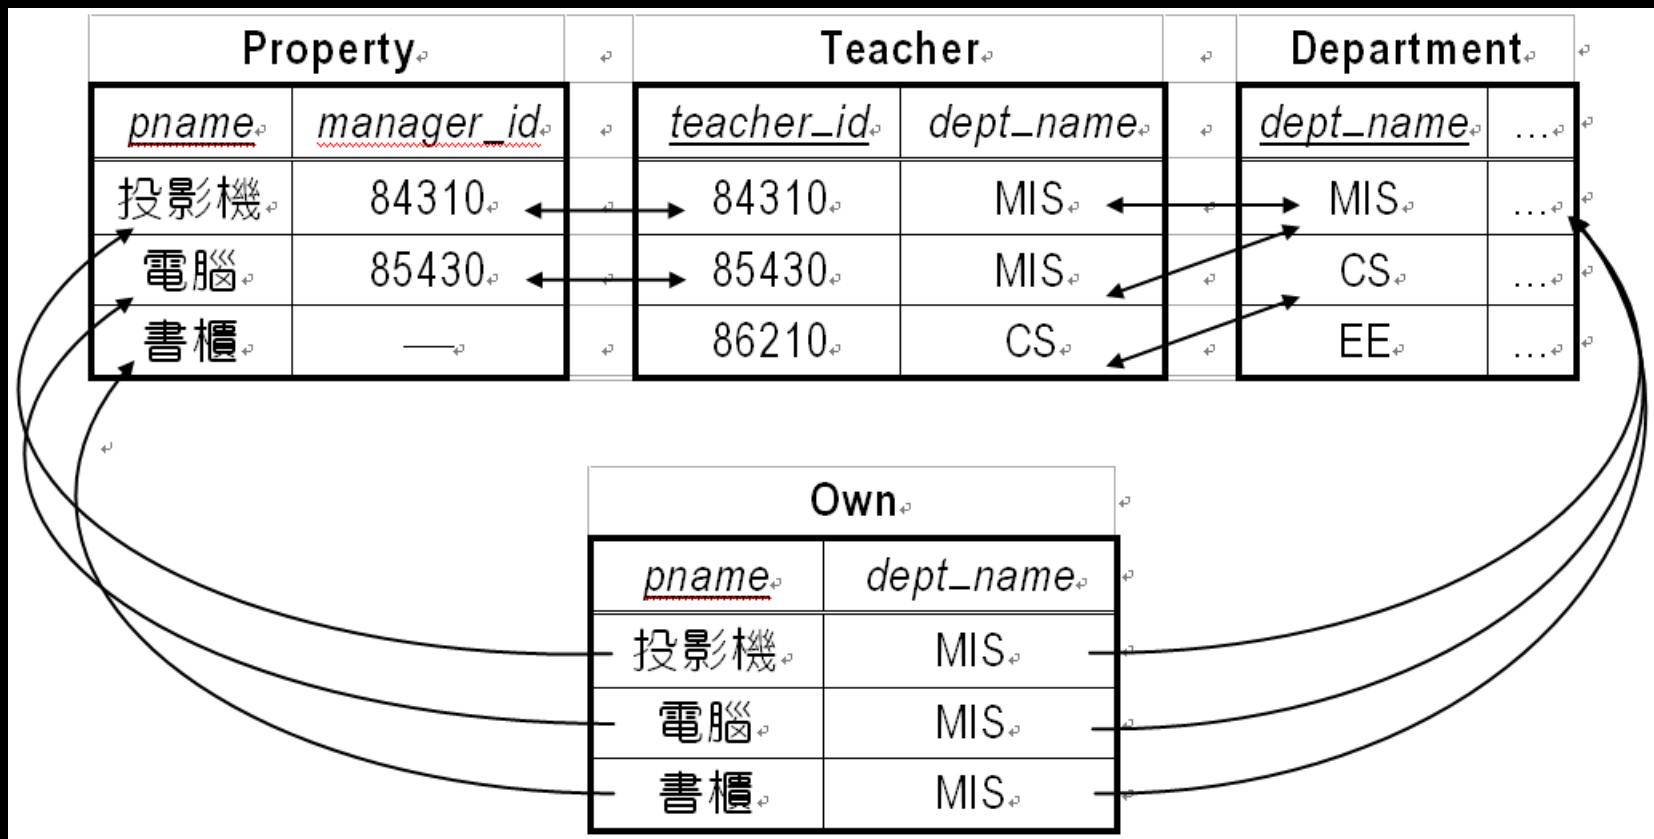 Property Teacher Department
pname manager_id teacher_id dept_name dept_name ...
投影機 84310 84310 MIS MIS ...
電腦 85430 85430 MIS CS ...
書櫃 — 86210 CS EE ...
Own
pname dept_name
投影機 MIS
電腦 MIS
書櫃 MIS